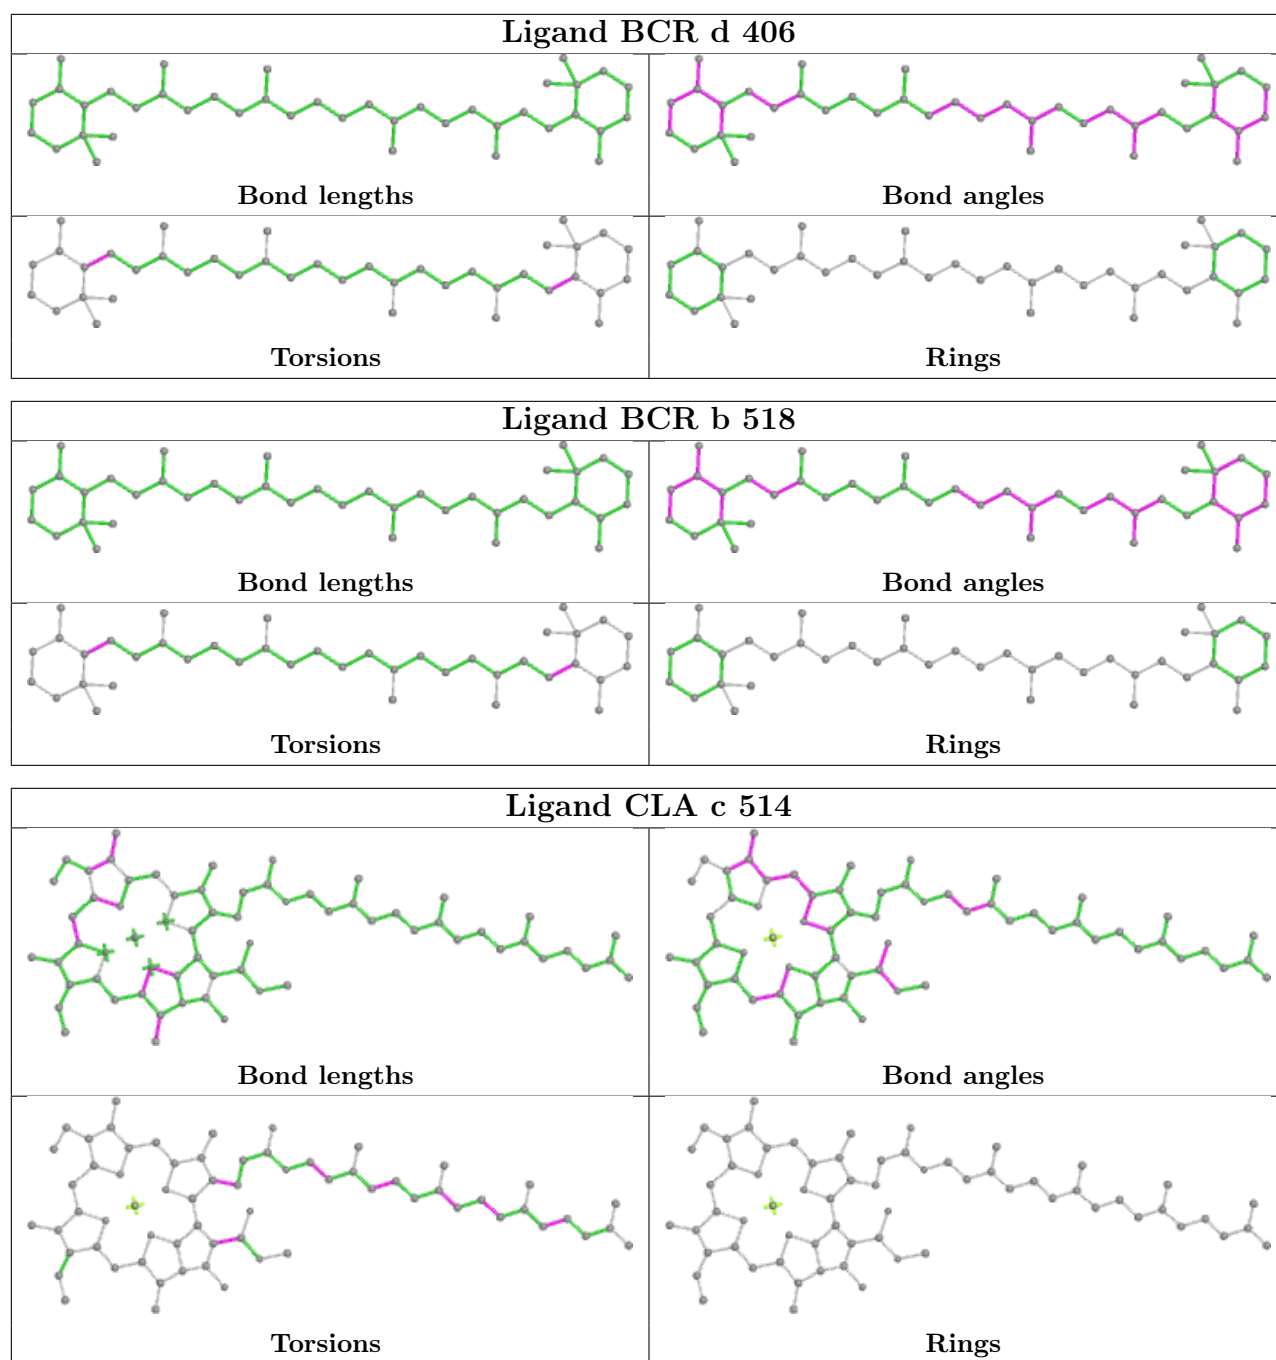 Ligand BCR d 406
Bond lengths
Bond angles
Torsions
Rings
Ligand BCR b 518
Bond lengths
Bond angles
Torsions
Rings
Ligand CLA c 514
Bond lengths
Bond angles
Torsions
Rings